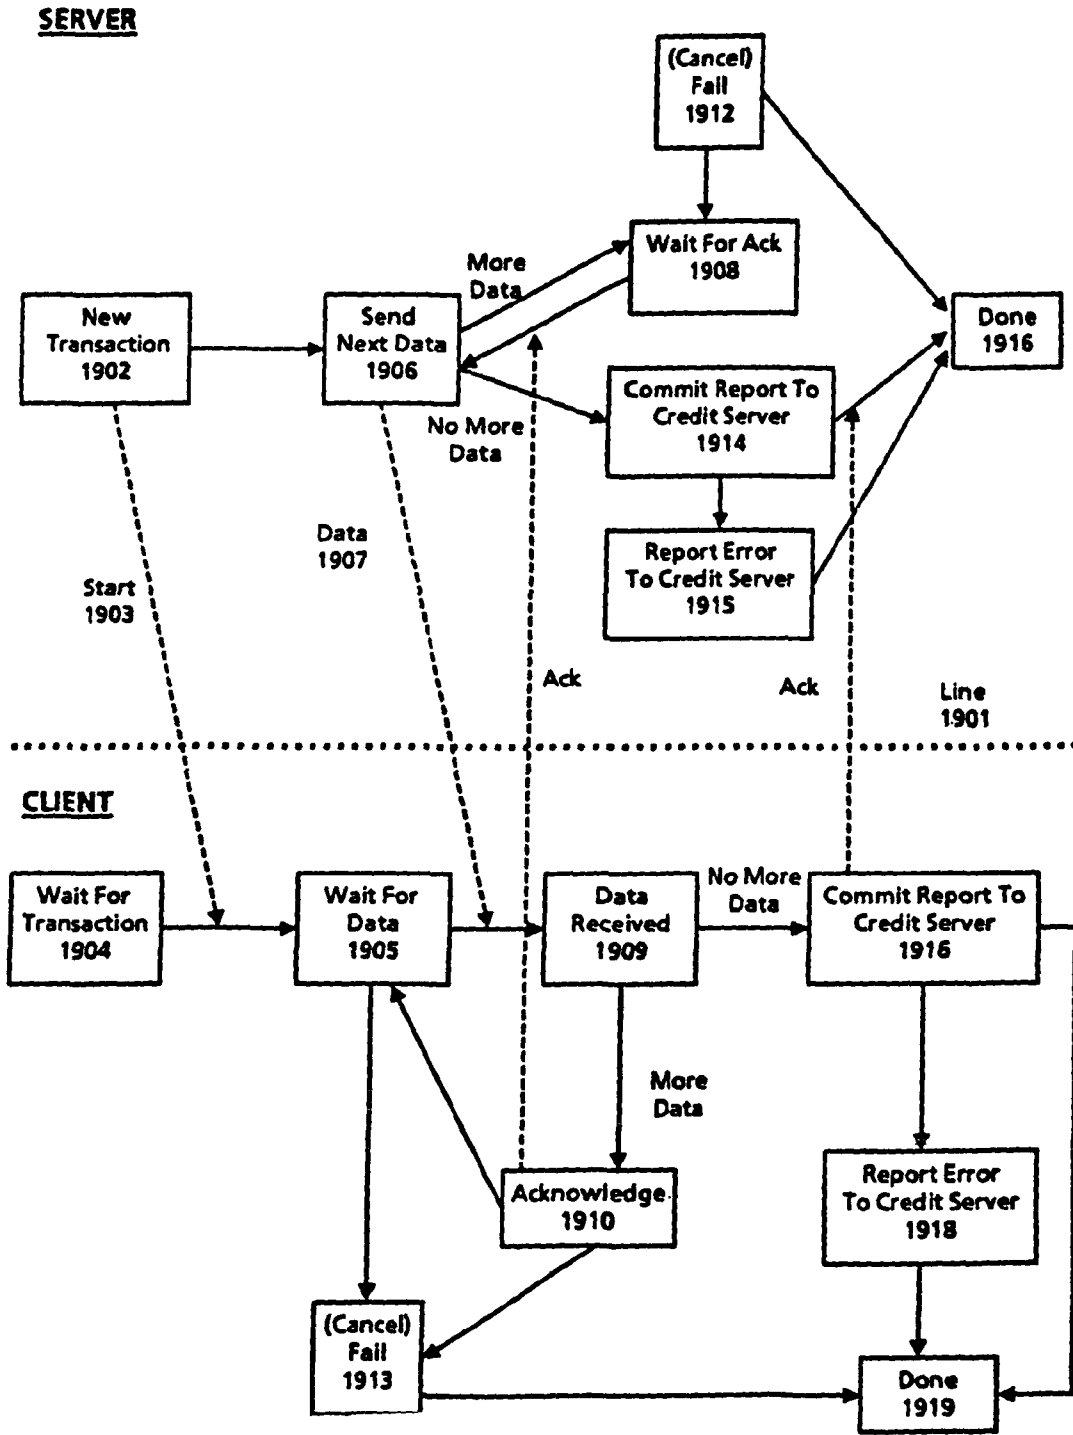 SERVER
(Cancel)
Fail
1912
Wait For Ack
1908
More
Data
New
Transaction
1902
Send
Next Data
1906
Done
1916
Commit Report To
Credit Server
1914
No More
Data
Report Error
To Credit Server
1915
Data
1907
Start
1903
Ack
Ack
Line
1901
CLIENT
Wait For
Transaction
1904
Wait For
Data
1905
Data
Received
1909
No More
Data
Commit Report To
Credit Server
1916
More
Data
Acknowledge
1910
Report Error
To Credit Server
1918
(Cancel)
Fail
1913
Done
1919